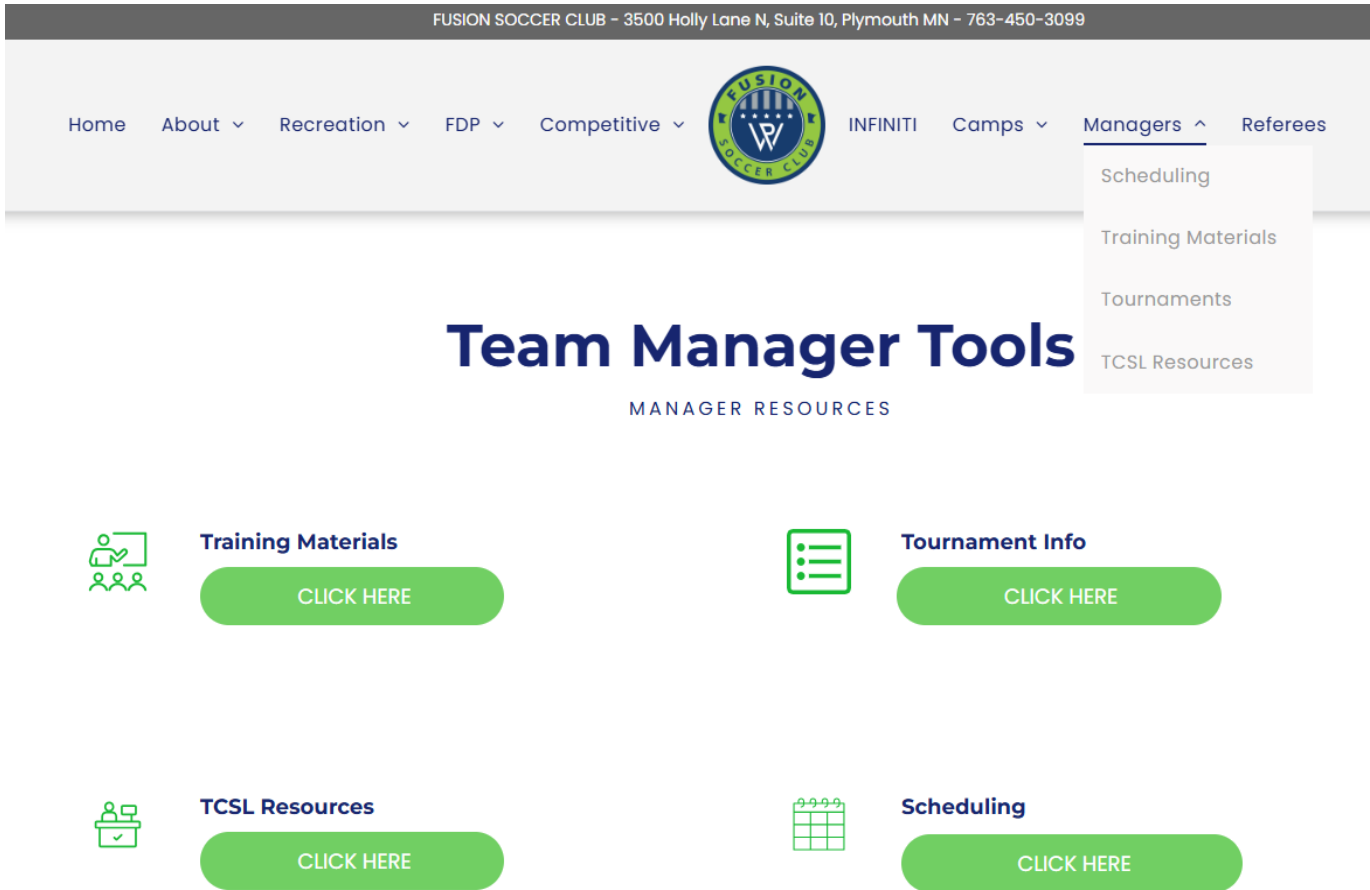 FUSION SOCCER CLUB - 3500 Holly Lane N, Suite 10, Plymouth MN - 763-450-3099
Home About Recreation FDP Competitive FUSION SOCCER CLUB WP INFINITI Camps Managers Referees
Scheduling
Training Materials
Tournaments
TCSL Resources
Team Manager Tools
MANAGER RESOURCES
Training Materials
CLICK HERE
Tournament Info
CLICK HERE
TCSL Resources
CLICK HERE
Scheduling
CLICK HERE